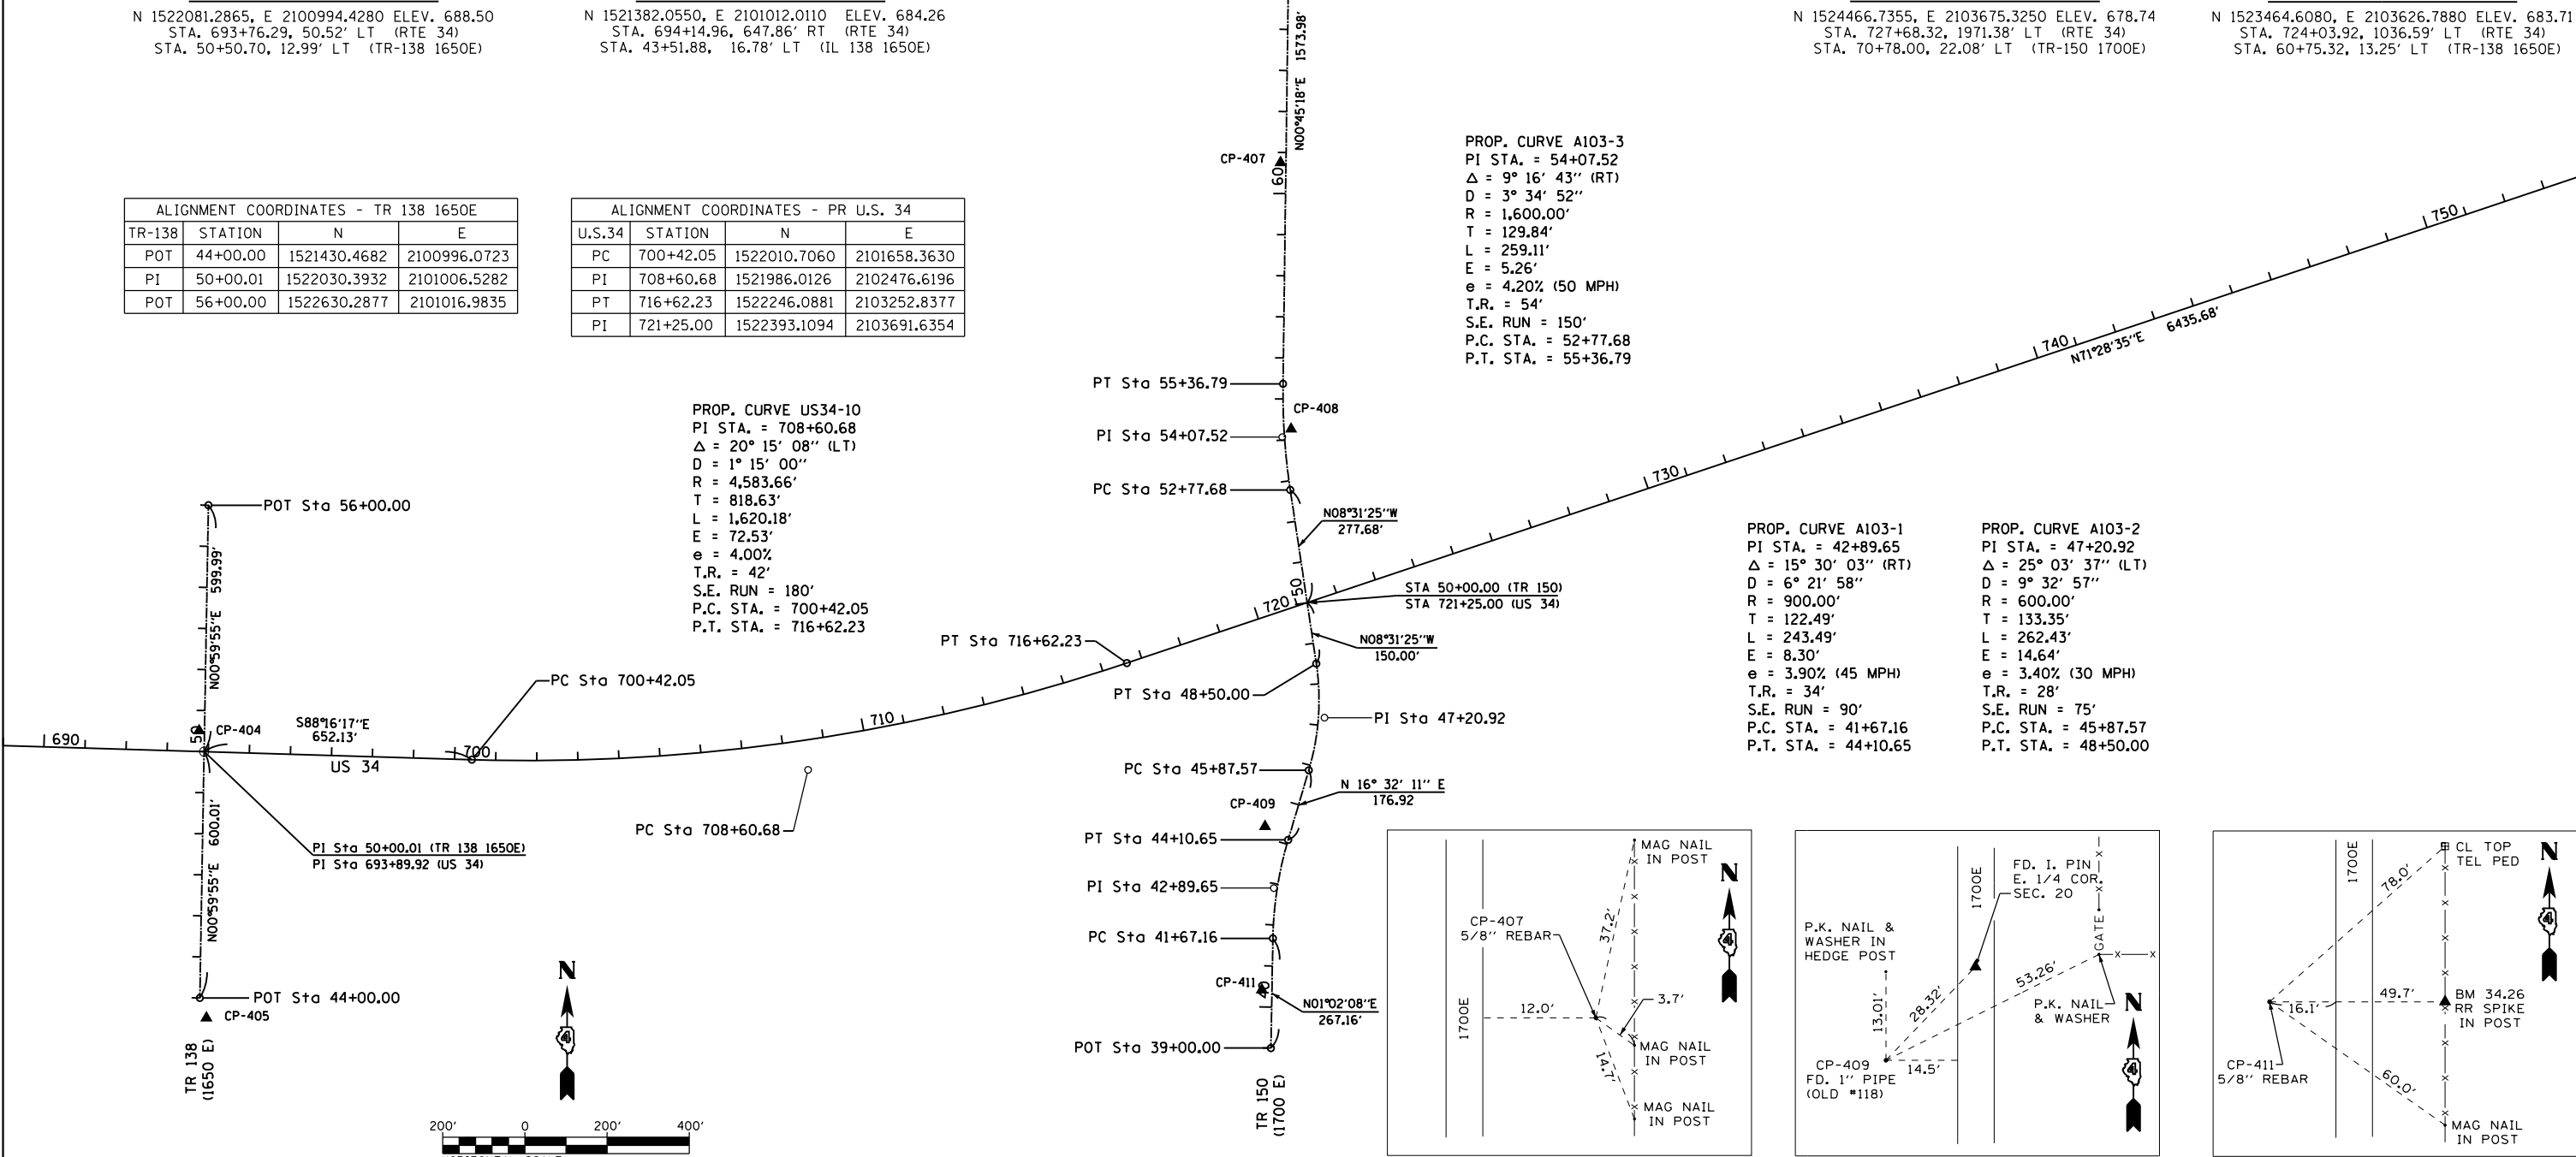 N 1522081.2865, E 2100994.4280 ELEV. 688.50
STA. 693+76.29, 50.52' LT (RTE 34)
STA. 50+50.70, 12.99' LT (TR-138 1650E)
N 1521382.0550, E 2101012.0110 ELEV. 684.26
STA. 694+14.96, 647.86' RT (RTE 34)
STA. 43+51.88, 16.78' LT (IL 138 1650E)
N 1524466.7355, E 2103675.3250 ELEV. 678.74
STA. 727+68.32, 1971.38' LT (RTE 34)
STA. 70+78.00, 22.08' LT (TR-150 1700E)
N 1523464.6080, E 2103626.7880 ELEV. 683.71
STA. 724+03.92, 1036.59' LT (RTE 34)
STA. 60+75.32, 13.25' LT (TR-138 1650E)
ALIGNMENT COORDINATES - TR 138 1650E
TR-138 STATION N E
POT 44+00.00 1521430.4682 2100996.0723
PI 50+00.01 1522030.3932 2101006.5282
POT 56+00.00 1522630.2877 2101016.9835
ALIGNMENT COORDINATES - PR U.S. 34
U.S.34 STATION N E
PC 700+42.05 1522010.7060 2101658.3630
PI 708+60.68 1521986.0126 2102476.6196
PT 716+62.23 1522246.0881 2103252.8377
PI 721+25.00 1522393.1094 2103691.6354
PROP. CURVE US34-10
PI STA. = 708+60.68
Δ = 20° 15' 08'' (LT)
D = 1° 15' 00''
R = 4,583.66'
T = 818.63'
L = 1,620.18'
E = 72.53'
e = 4.00%
T.R. = 42'
S.E. RUN = 180'
P.C. STA. = 700+42.05
P.T. STA. = 716+62.23
PROP. CURVE A103-3
PI STA. = 54+07.52
Δ = 9° 16' 43'' (RT)
D = 3° 34' 52''
R = 1,600.00'
T = 129.84'
L = 259.11'
E = 5.26'
e = 4.20% (50 MPH)
T.R. = 54'
S.E. RUN = 150'
P.C. STA. = 52+77.68
P.T. STA. = 55+36.79
PROP. CURVE A103-1
PI STA. = 42+89.65
Δ = 15° 30' 03'' (RT)
D = 6° 21' 58''
R = 900.00'
T = 122.49'
L = 243.49'
E = 8.30'
e = 3.90% (45 MPH)
T.R. = 34'
S.E. RUN = 90'
P.C. STA. = 41+67.16
P.T. STA. = 44+10.65
PROP. CURVE A103-2
PI STA. = 47+20.92
Δ = 25° 03' 37'' (LT)
D = 9° 32' 57''
R = 600.00'
T = 133.35'
L = 262.43'
E = 14.64'
e = 3.40% (30 MPH)
T.R. = 28'
S.E. RUN = 75'
P.C. STA. = 45+87.57
P.T. STA. = 48+50.00
N00°45'18''E 1573.98'
CP-407
60
PT Sta 55+36.79
CP-408
PI Sta 54+07.52
PC Sta 52+77.68
N08°31'25''W
277.68'
50
STA 50+00.00 (TR 150)
STA 721+25.00 (US 34)
N08°31'25''W
150.00'
PT Sta 716+62.23
PT Sta 48+50.00
PI Sta 47+20.92
PC Sta 45+87.57
N 16° 32' 11'' E
176.92
CP-409
PT Sta 44+10.65
PI Sta 42+89.65
PC Sta 41+67.16
CP-411
40
N01°02'08''E
267.16'
POT Sta 39+00.00
TR 150
(1700 E)
690
700
710
720
730
740
750
N71°28'35''E 6435.68'
POT Sta 56+00.00
N00°59'55''E 599.99'
50
CP-404
S88°16'17''E
652.13'
US 34
PC Sta 700+42.05
PC Sta 708+60.68
PI Sta 50+00.01 (TR 138 1650E)
PI Sta 693+89.92 (US 34)
N00°59'55''E 600.01'
POT Sta 44+00.00
CP-405
TR 138
(1650 E)
N
4
200' 0 200' 400'
1700E
MAG NAIL
IN POST
N
4
CP-407
5/8'' REBAR
37.2'
12.0'
3.7'
MAG NAIL
IN POST
14.7'
MAG NAIL
IN POST
1700E
FD. I. PIN
E. 1/4 COR.
SEC. 20
P.K. NAIL &
WASHER IN
HEDGE POST
GATE
13.01'
28.32'
53.26'
P.K. NAIL
& WASHER
N
4
CP-409
FD. 1'' PIPE
(OLD #118)
14.5'
1700E
CL TOP
TEL PED
N
4
78.0'
16.1'
49.7'
BM 34.26
RR SPIKE
IN POST
CP-411
5/8'' REBAR
60.0'
MAG NAIL
IN POST